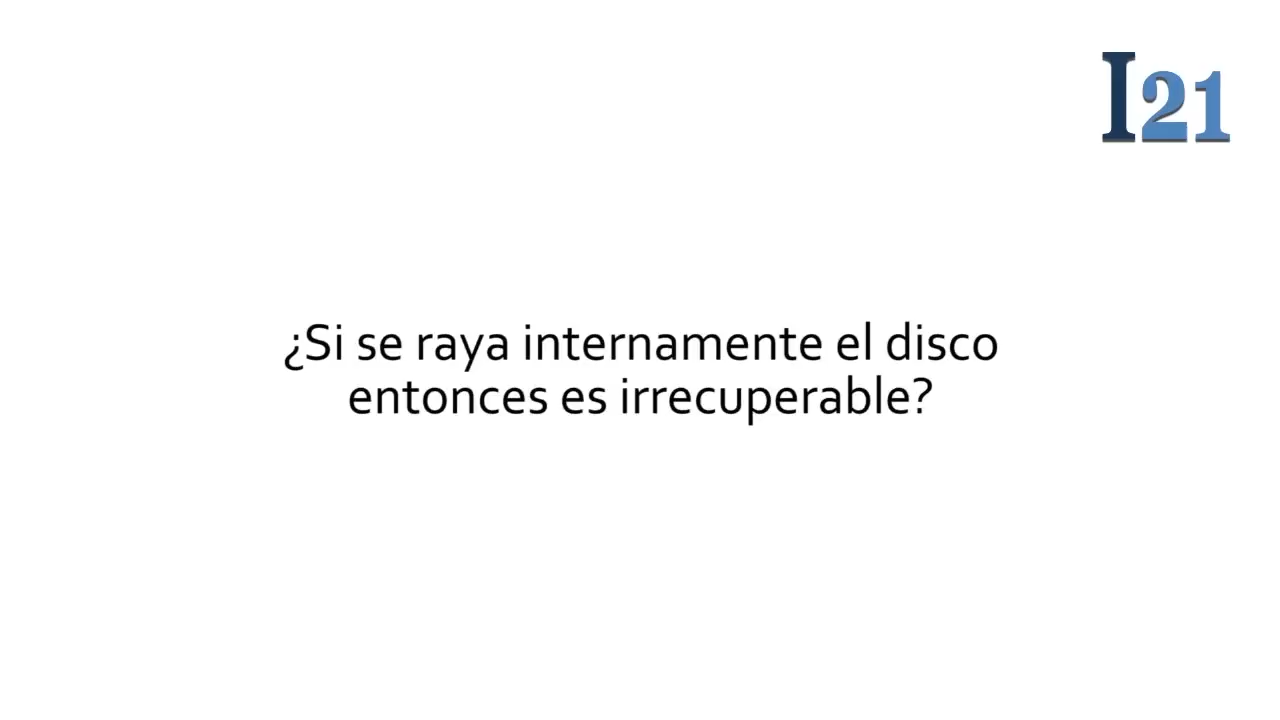 I21
¿Si se raya internamente el disco
entonces es irrecuperable?